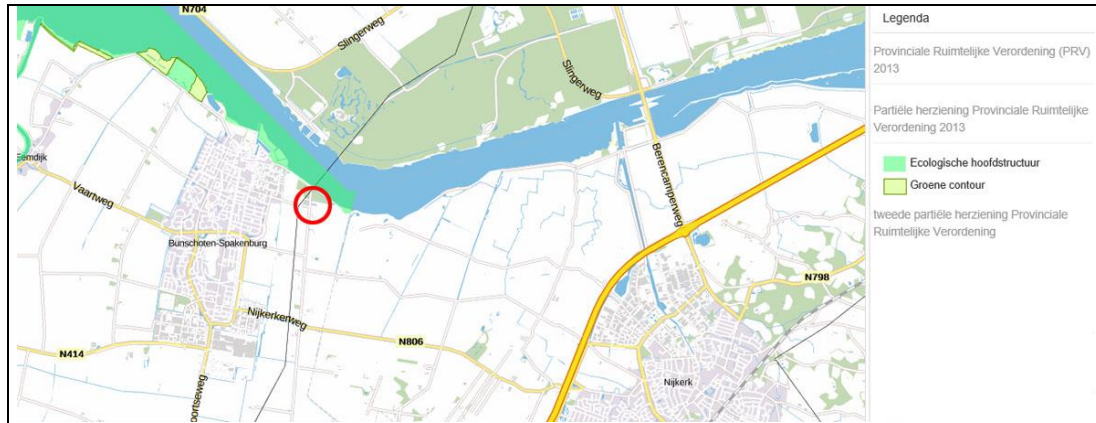 N704
Slingerweg
Slingerweg
Eemdijk
Vaartweg
Berencamperweg
Bunschoten-Spakenburg
N798
Nijkerkerweg
N806
N414
Nijkerk
oortseweg
Legenda
Provinciale Ruimtelijke Verordening (PRV)
2013
Partiële herziening Provinciale Ruimtelijke
Verordening 2013
Ecologische hoofdstructuur
Groene contour
tweede partiële herziening Provinciale
Ruimtelijke Verordening